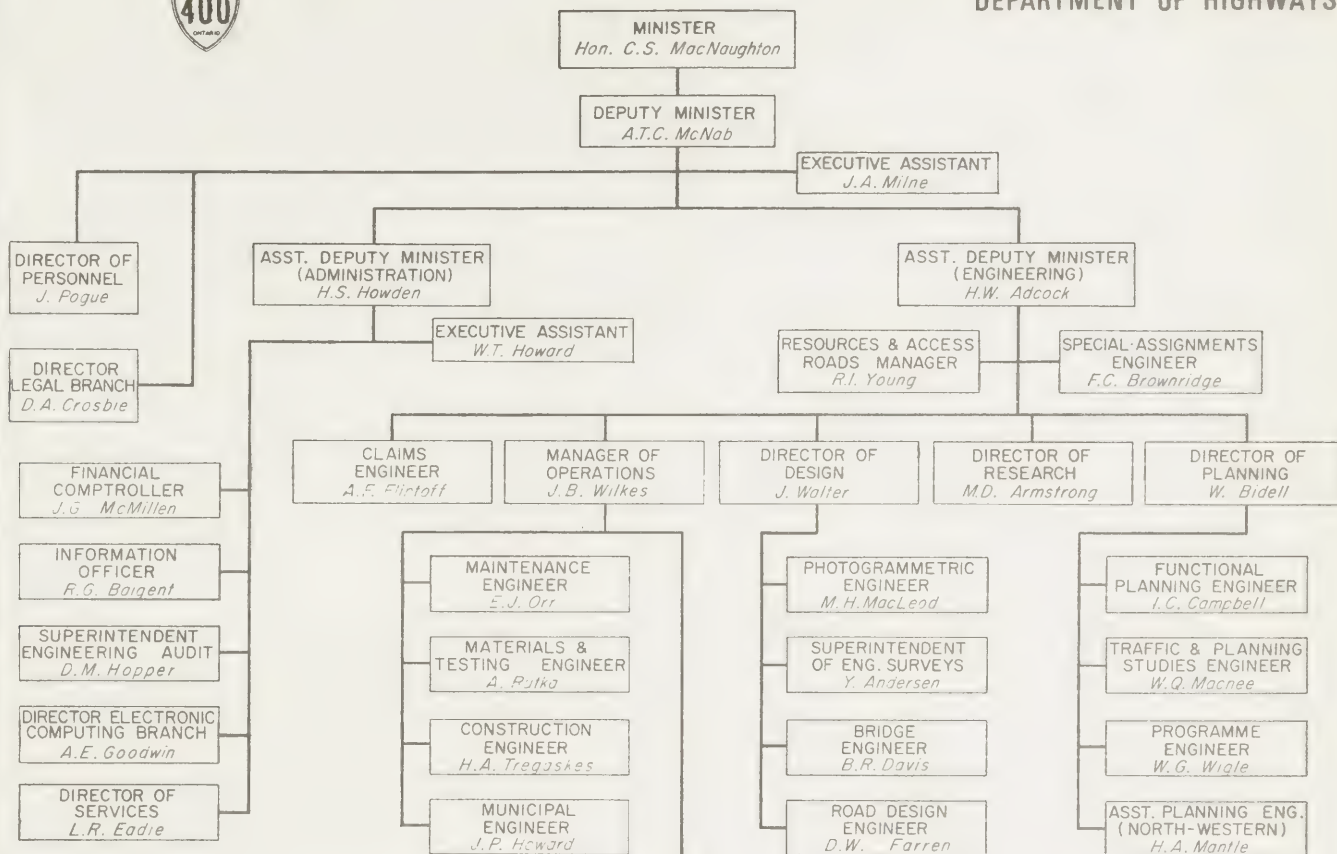 400
ONTARIO
DEPARTMENT OF HIGHWAYS
MINISTER
Hon. C.S. MacNaughton
DEPUTY MINISTER
A.T.C. McNab
EXECUTIVE ASSISTANT
J.A. Milne
DIRECTOR OF
PERSONNEL
J. Pogue
ASST. DEPUTY MINISTER
(ADMINISTRATION)
H.S. Howden
ASST. DEPUTY MINISTER
(ENGINEERING)
H.W. Adcock
EXECUTIVE ASSISTANT
W.T. Howard
RESOURCES & ACCESS
ROADS MANAGER
R.I. Young
SPECIAL-ASSIGNMENTS
ENGINEER
F.C. Brownridge
DIRECTOR
LEGAL BRANCH
D.A. Crosbie
CLAIMS
ENGINEER
A.F. Flintoff
MANAGER OF
OPERATIONS
J.B. Wilkes
DIRECTOR OF
DESIGN
J. Walter
DIRECTOR OF
RESEARCH
M.D. Armstrong
DIRECTOR OF
PLANNING
W. Bidell
FINANCIAL
COMPTROLLER
J.G. McMillen
INFORMATION
OFFICER
R.G. Baigent
SUPERINTENDENT
ENGINEERING AUDIT
D.M. Hopper
DIRECTOR ELECTRONIC
COMPUTING BRANCH
A.E. Goodwin
DIRECTOR OF
SERVICES
L.R. Eadie
MAINTENANCE
ENGINEER
E.J. Orr
MATERIALS &
TESTING ENGINEER
A. Rutka
CONSTRUCTION
ENGINEER
H.A. Tregaskes
MUNICIPAL
ENGINEER
J.P. Howard
PHOTOGRAMMETRIC
ENGINEER
M.H. MacLeod
SUPERINTENDENT
OF ENG. SURVEYS
Y. Andersen
BRIDGE
ENGINEER
B.R. Davis
ROAD DESIGN
ENGINEER
D.W. Farren
FUNCTIONAL
PLANNING ENGINEER
I.C. Campbell
TRAFFIC & PLANNING
STUDIES ENGINEER
W.Q. Macnee
PROGRAMME
ENGINEER
W.G. Wigle
ASST. PLANNING ENG.
(NORTH-WESTERN)
H.A. Mantle